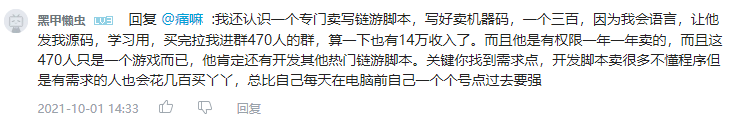 黑甲懒虫 回复 @痛嘛 :我还认识一个专门卖写链游脚本，写好卖机器码，一个三百，因为我会语言，让他
发我源码，学习用，买完拉我进群470人的群，算一下也有14万收入了。而且他是有权限一年一年卖的，而且这
470人只是一个游戏而已，他肯定还有开发其他热门链游脚本。关键你找到需求点，开发脚本卖很多不懂程序但
是有需求的人也会花几百买丫丫，总比自己每天在电脑前自己一个个号点过去要强
2021-10-01 14:33 回复